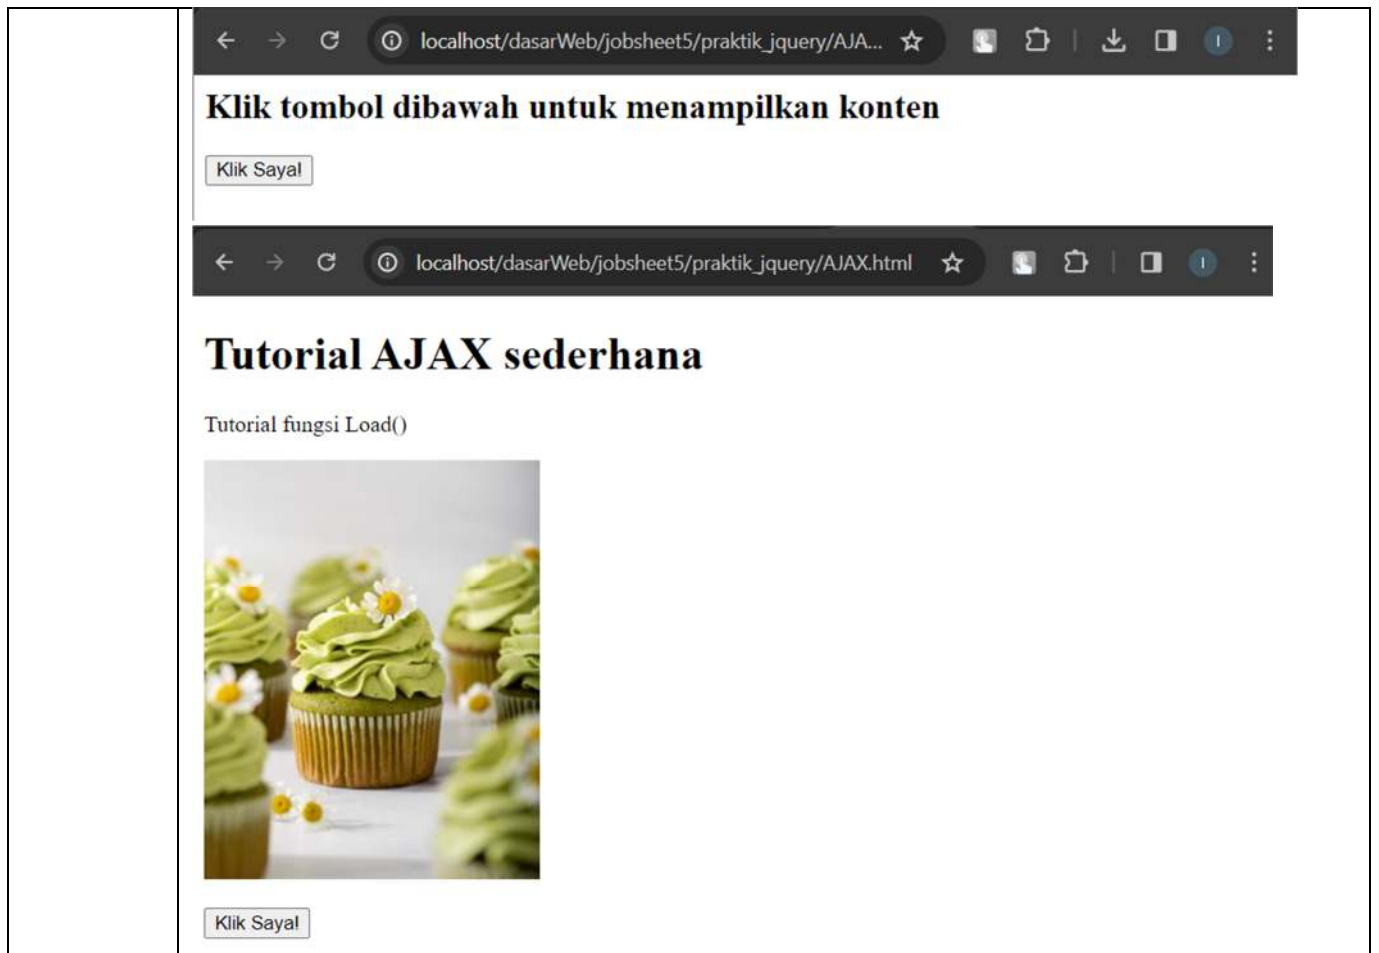 localhost/dasarWeb/jobsheet5/praktik_jquery/AJA...
I
Klik tombol dibawah untuk menampilkan konten
Klik Saya!
localhost/dasarWeb/jobsheet5/praktik_jquery/AJAX.html
I
Tutorial AJAX sederhana
Tutorial fungsi Load()
Klik Saya!